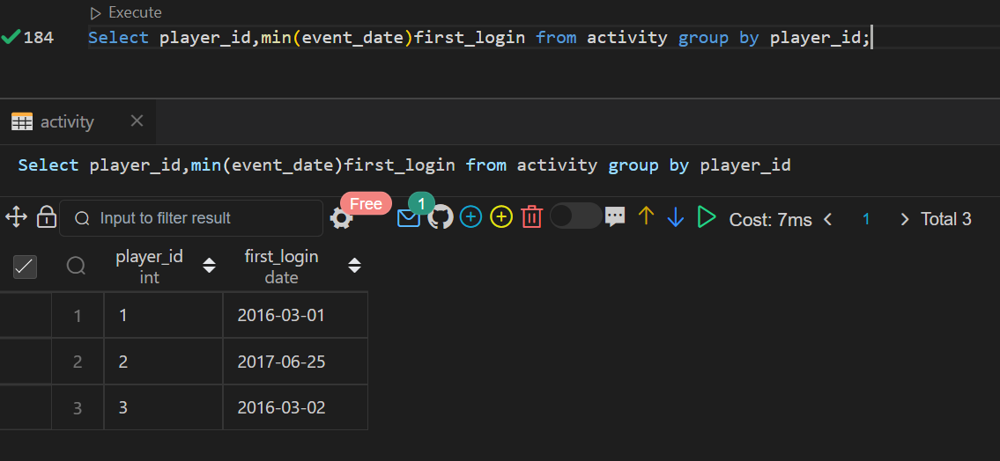 Execute
184 Select player_id,min(event_date)first_login from activity group by player_id;
activity
Select player_id,min(event_date)first_login from activity group by player_id
Input to filter result Free 1 Cost: 7ms 1 Total 3
player_id first_login
int date
1 1 2016-03-01
2 2 2017-06-25
3 3 2016-03-02